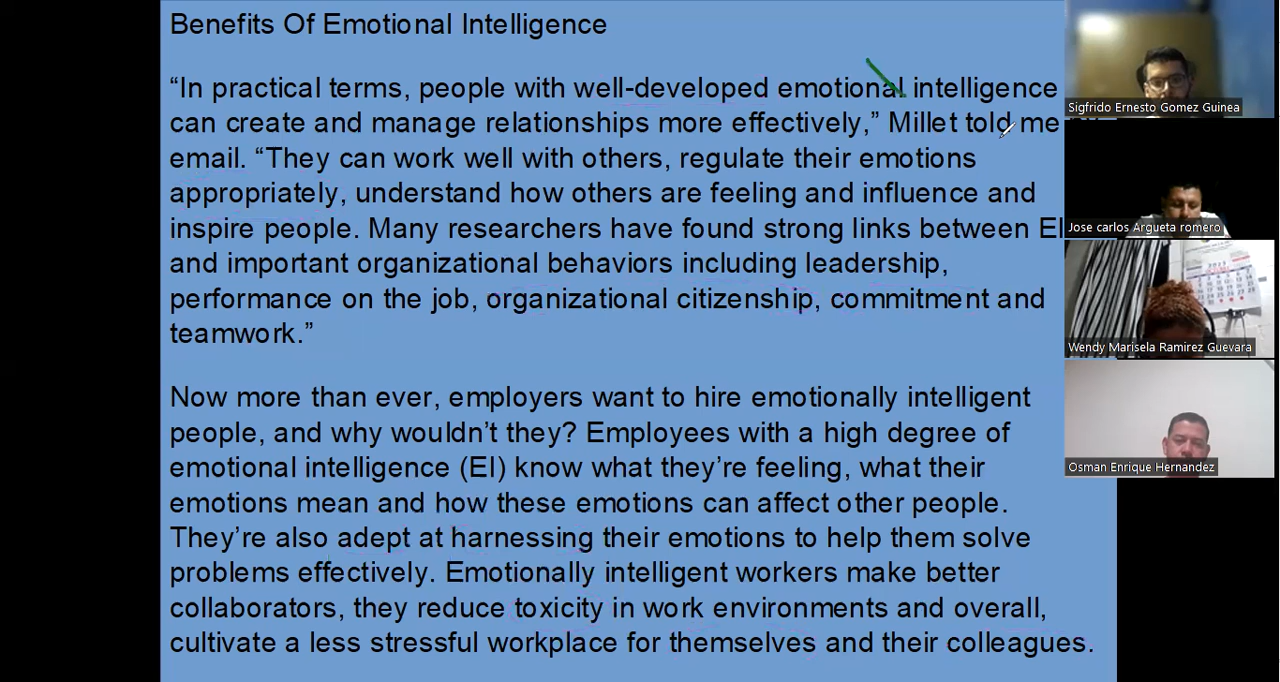 Benefits Of Emotional Intelligence
“In practical terms, people with well-developed emotional intelligence
can create and manage relationships more effectively,” Millet told me
email. “They can work well with others, regulate their emotions
appropriately, understand how others are feeling and influence and
inspire people. Many researchers have found strong links between EI
and important organizational behaviors including leadership,
performance on the job, organizational citizenship, commitment and
teamwork.”
Now more than ever, employers want to hire emotionally intelligent
people, and why wouldn’t they? Employees with a high degree of
emotional intelligence (EI) know what they’re feeling, what their
emotions mean and how these emotions can affect other people.
They’re also adept at harnessing their emotions to help them solve
problems effectively. Emotionally intelligent workers make better
collaborators, they reduce toxicity in work environments and overall,
cultivate a less stressful workplace for themselves and their colleagues.
Sigfrido Ernesto Gomez Guinea
Jose carlos Argueta romero
Wendy Marisela Ramirez Guevara
Osman Enrique Hernandez